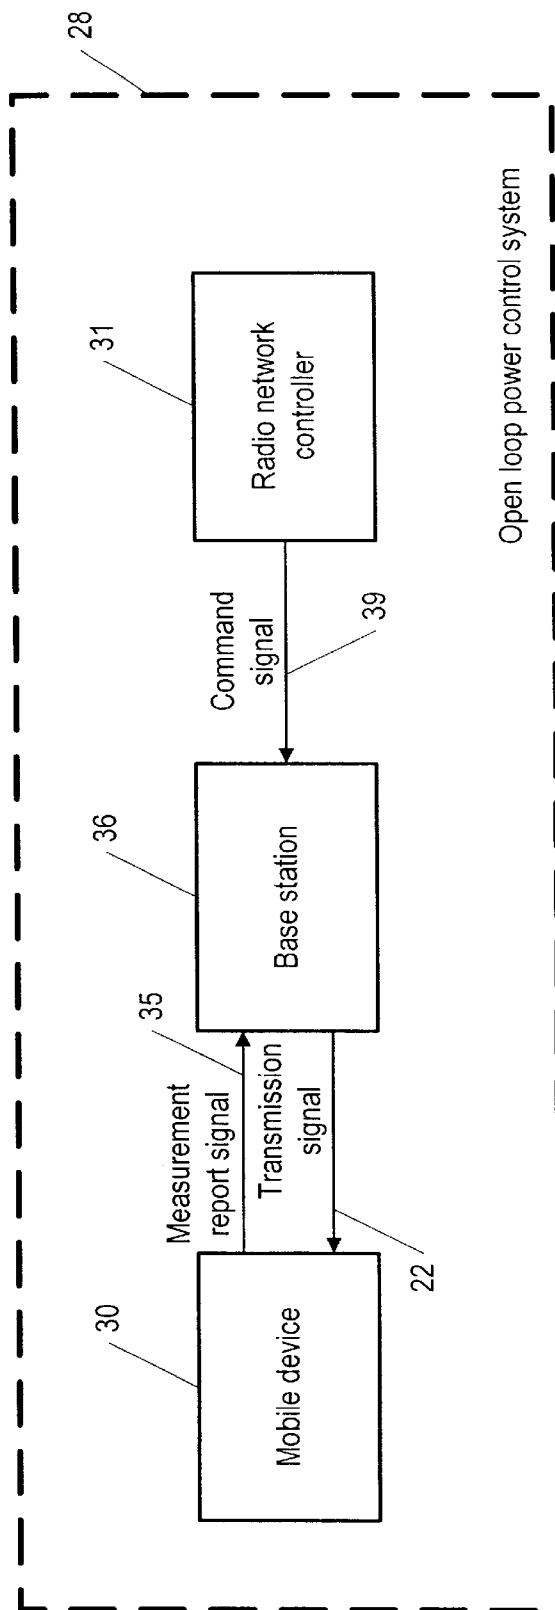 28
31
Radio network
controller
Command
signal
39
36
Base station
35
Measurement
report signal
Transmission
signal
22
30
Mobile device
Open loop power control system